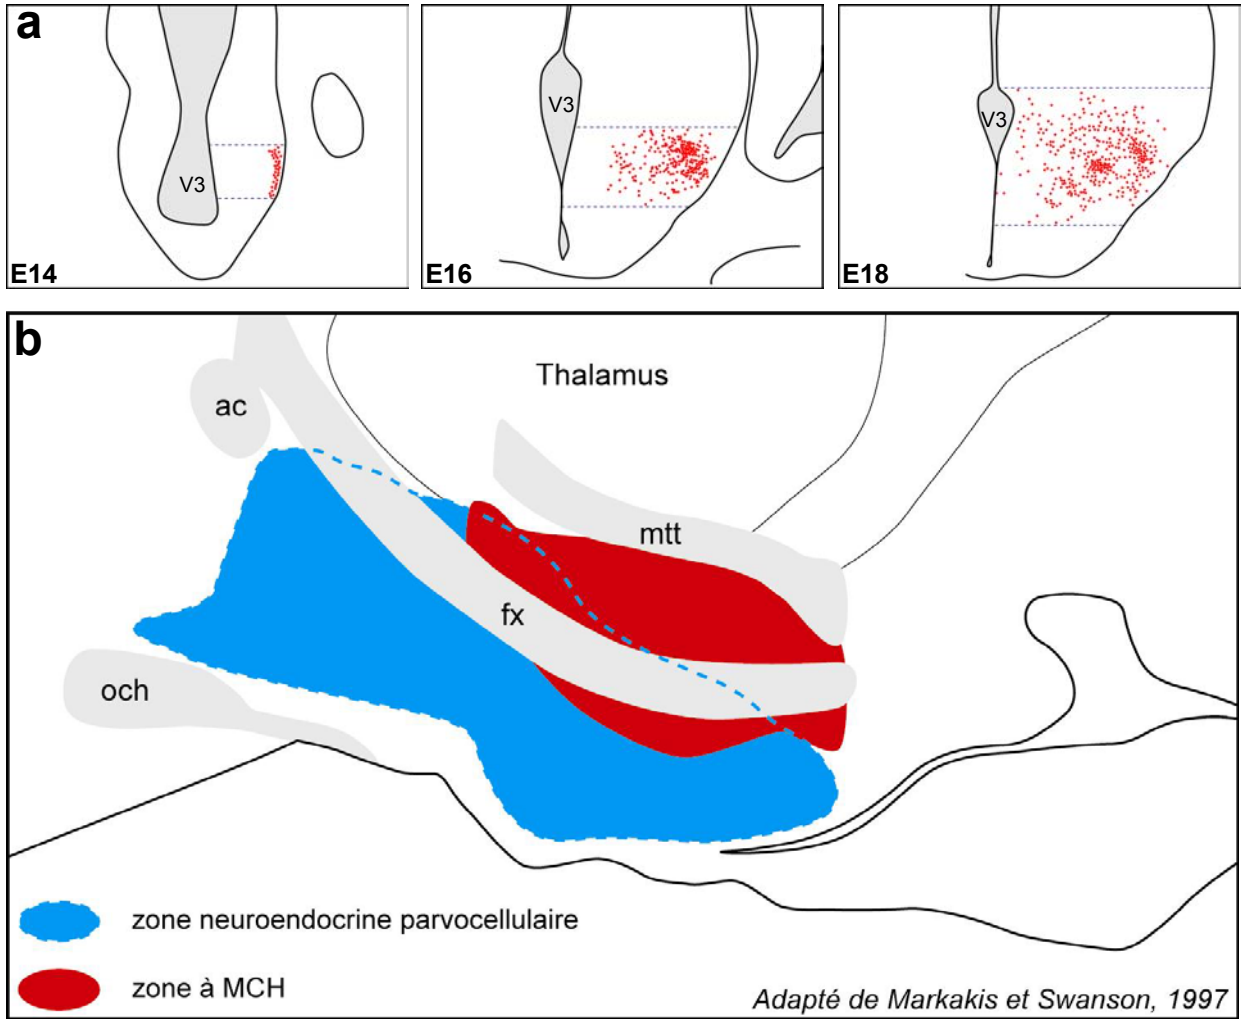 a
V3
E14
V3
E16
V3
E18
b
Thalamus
ac
mtt
fx
och
zone neuroendocrine parvocellulaire
zone à MCH
Adapté de Markakis et Swanson, 1997